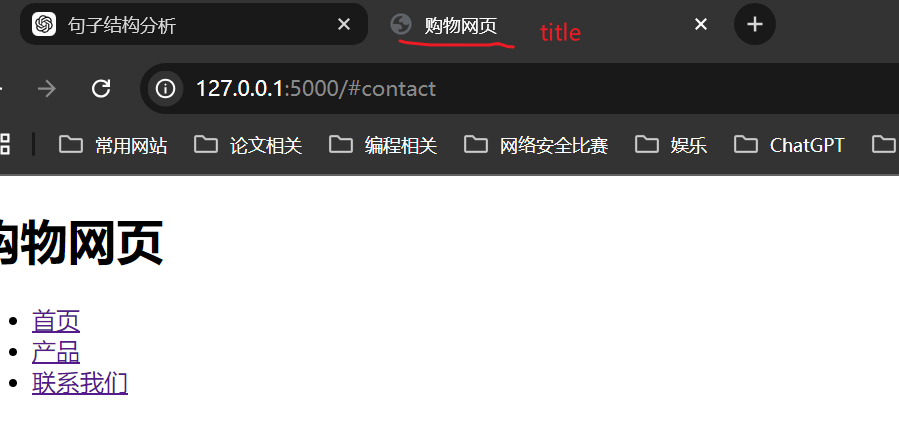 句子结构分析
购物网页
title
127.0.0.1:5000/#contact
常用网站 论文相关 编程相关 网络安全比赛 娱乐 ChatGPT
购物网页
首页
产品
联系我们